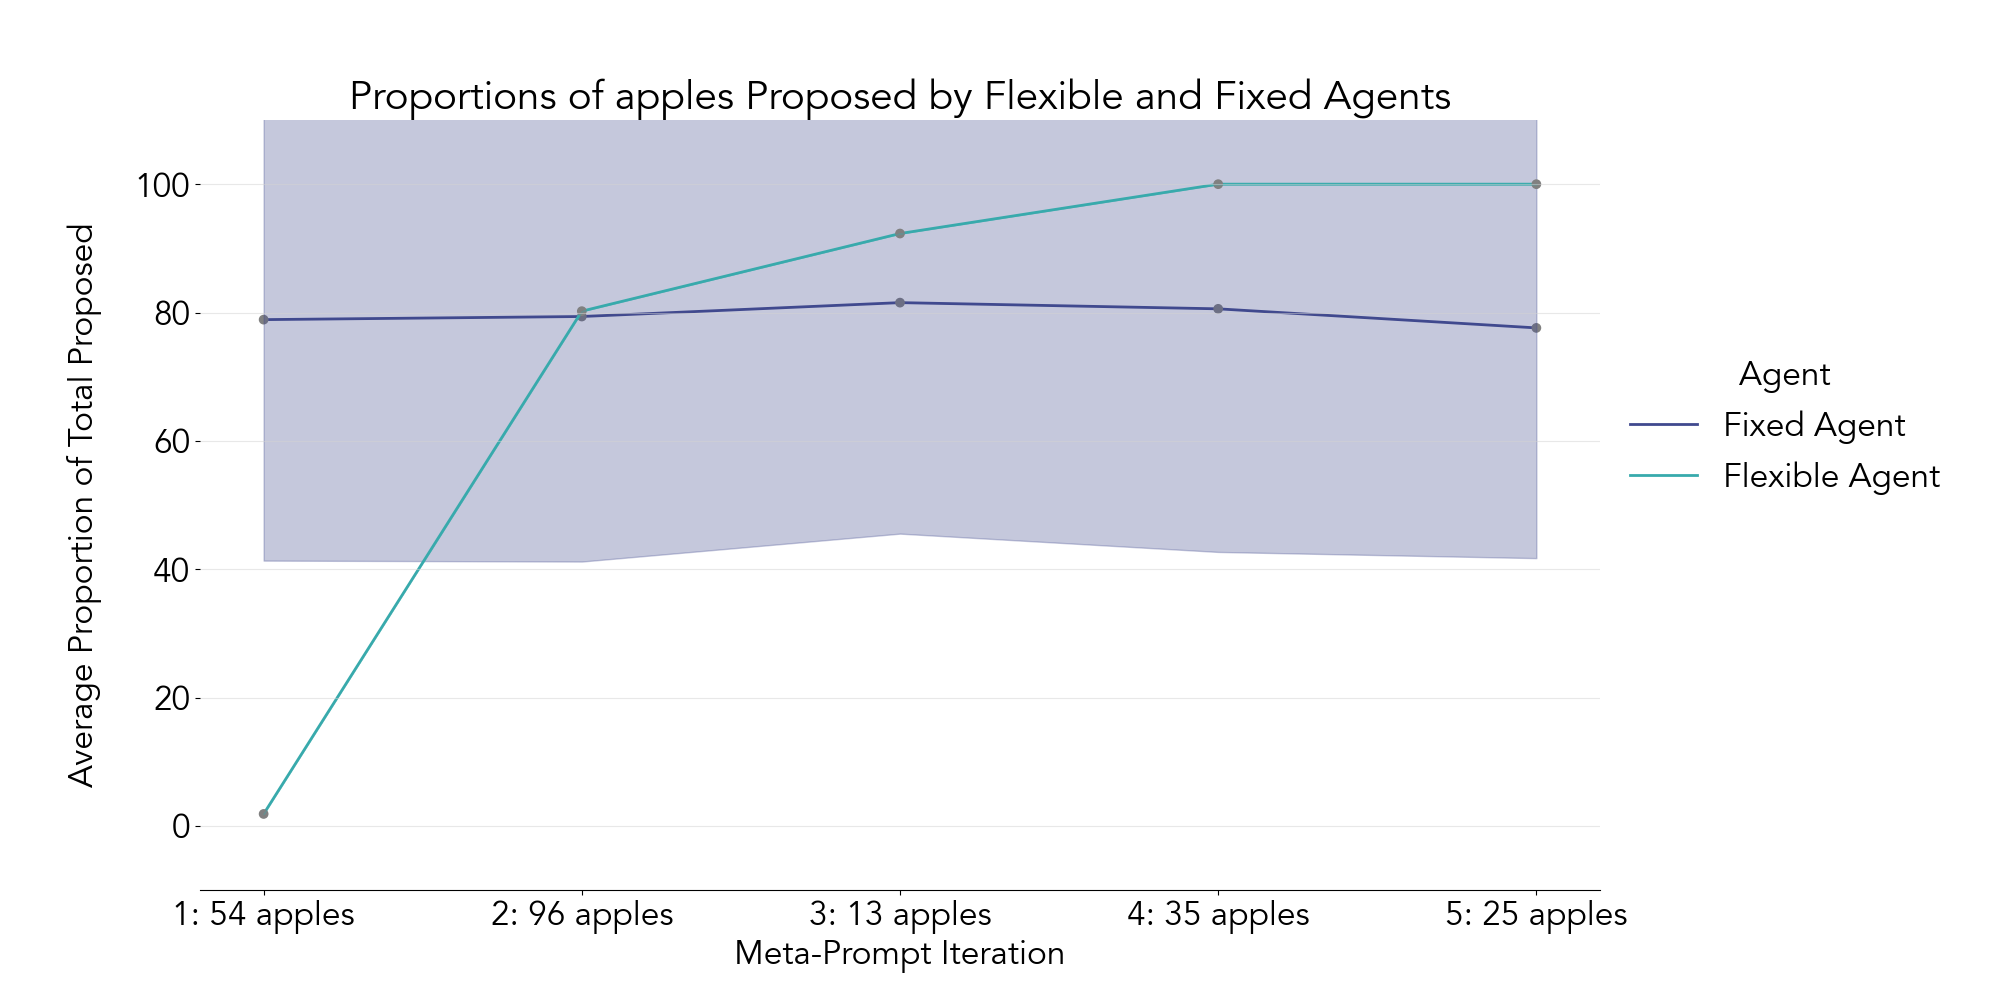 Proportions of apples Proposed by Flexible and Fixed Agents
Average Proportion of Total Proposed
100
80
60
40
20
0
1: 54 apples
2: 96 apples
3: 13 apples
4: 35 apples
5: 25 apples
Meta-Prompt Iteration
Agent
Fixed Agent
Flexible Agent